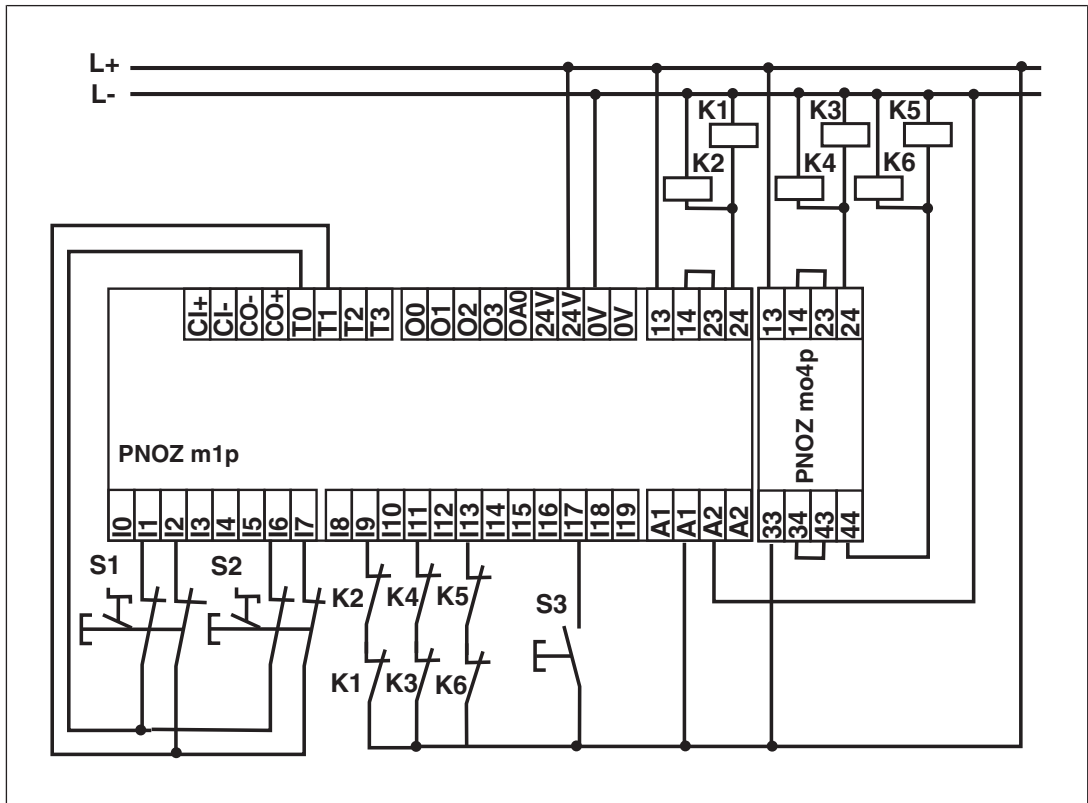 L+
L-
K1 K3 K5
K2 K4 K6
CI+ CI- CO- CO+ T0 T1 T2 T3 O0 O1 O2 O3 OA0 24V 24V 0V 0V 13 14 23 24 13 14 23 24
PNOZ m1p
PNOZ mo4p
I0 I1 I2 I3 I4 I5 I6 I7 I8 I9 I10 I11 I12 I13 I14 I15 I16 I17 I18 I19 A1 A1 A2 A2 33 34 43 44
S1 S2
K2 K4 K5 S3
K1 K3 K6